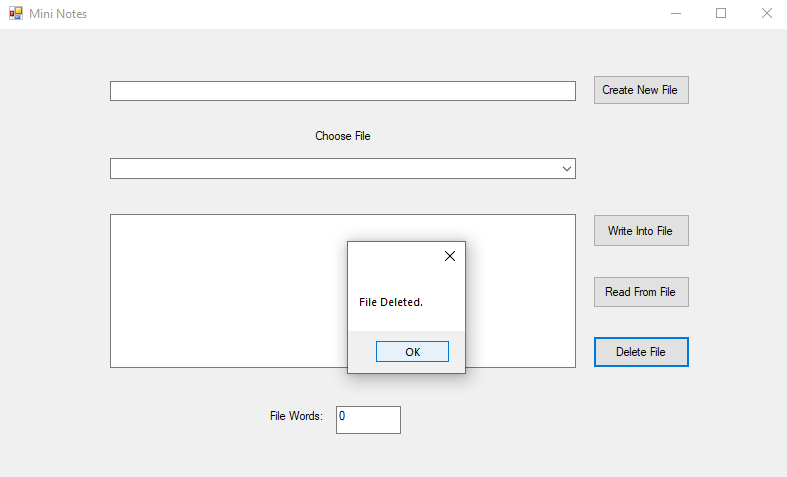 Mini Notes
Create New File
Choose File
Write Into File
Read From File
File Deleted.
OK
Delete File
File Words: 0